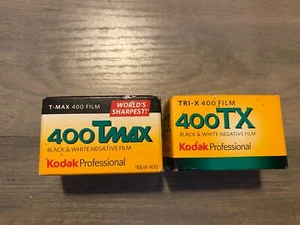 T-MAX 400 FILM
WORLD'S
SHARPEST!*
400TMAX
BLACK & WHITE NEGATIVE FILM
Kodak Professional
*B&W 400
TRI-X 400 FILM
400TX
BLACK & WHITE NEGATIVE FILM
Kodak Professional